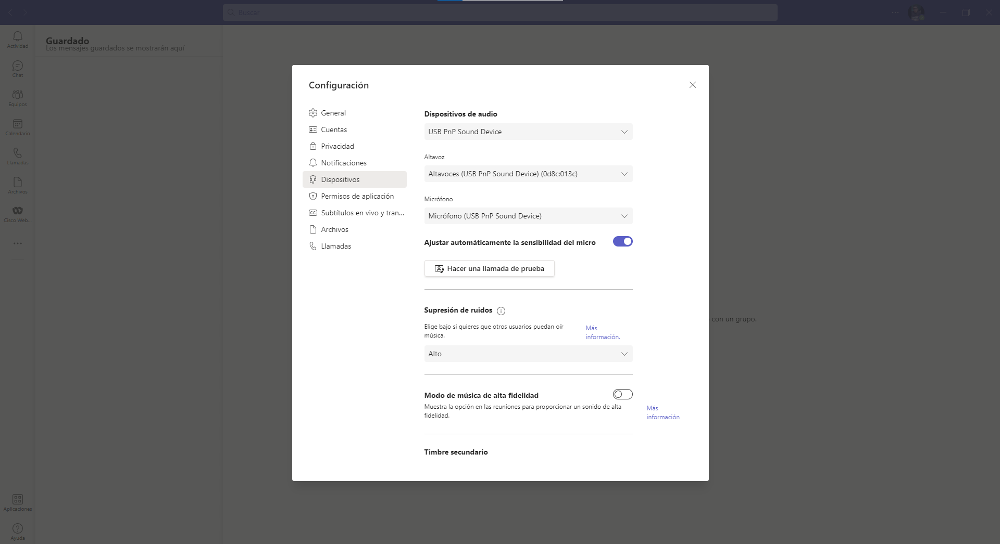 Buscar
Actividad
Chat
Equipos
Calendario
Llamadas
Archivos
Cisco Web...
Aplicaciones
Ayuda
Guardado
Los mensajes guardados se mostrarán aquí
con un grupo.
Configuración
General
Cuentas
Privacidad
Notificaciones
Dispositivos
Permisos de aplicación
Subtítulos en vivo y tran...
Archivos
Llamadas
Dispositivos de audio
USB PnP Sound Device
Altavoz
Altavoces (USB PnP Sound Device) (0d8c:013c)
Micrófono
Micrófono (USB PnP Sound Device)
Ajustar automáticamente la sensibilidad del micro
Hacer una llamada de prueba
Supresión de ruidos
Elige bajo si quieres que otros usuarios puedan oír
música.
Más
información.
Alto
Modo de música de alta fidelidad
Muestra la opción en las reuniones para proporcionar un sonido de alta
fidelidad.
Más
información
Timbre secundario